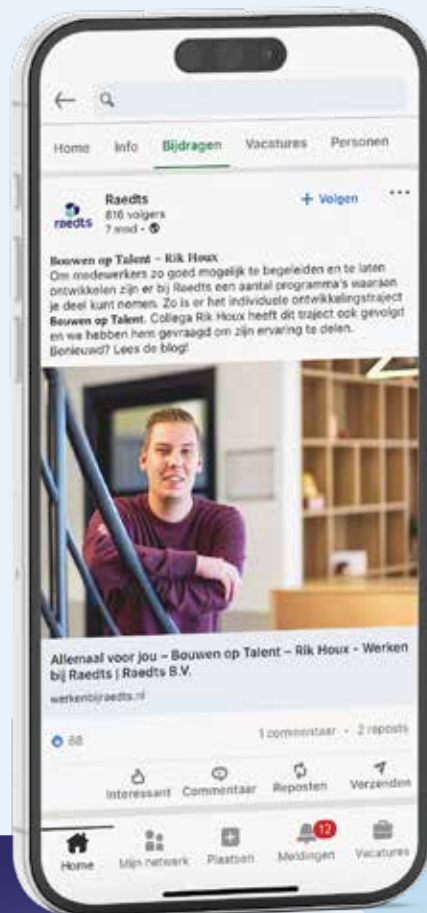 Home Info Bijdragen Vacatures Personen
raedts
Raedts
816 volgers
7 mnd •
+ Volgen
Bouwen op Talent – Rik Houx
Om medewerkers zo goed mogelijk te begeleiden en te laten
ontwikkelen zijn er bij Raedts een aantal programma's waaraan
je deel kunt nemen. Zo is er het individuele ontwikkelingstraject
Bouwen op Talent. Collega Rik Houx heeft dit traject ook gevolgd
en we hebben hem gevraagd om zijn ervaring te delen.
Benieuwd? Lees de blog!
Allemaal voor jou – Bouwen op Talent – Rik Houx - Werken
bij Raedts | Raedts B.V.
werkenbijraedts.nl
88 1 commentaar • 2 reposts
Interessant Commentaar Reposten Verzenden
12
Home Mijn netwerk Plaatsen Meldingen Vacatures